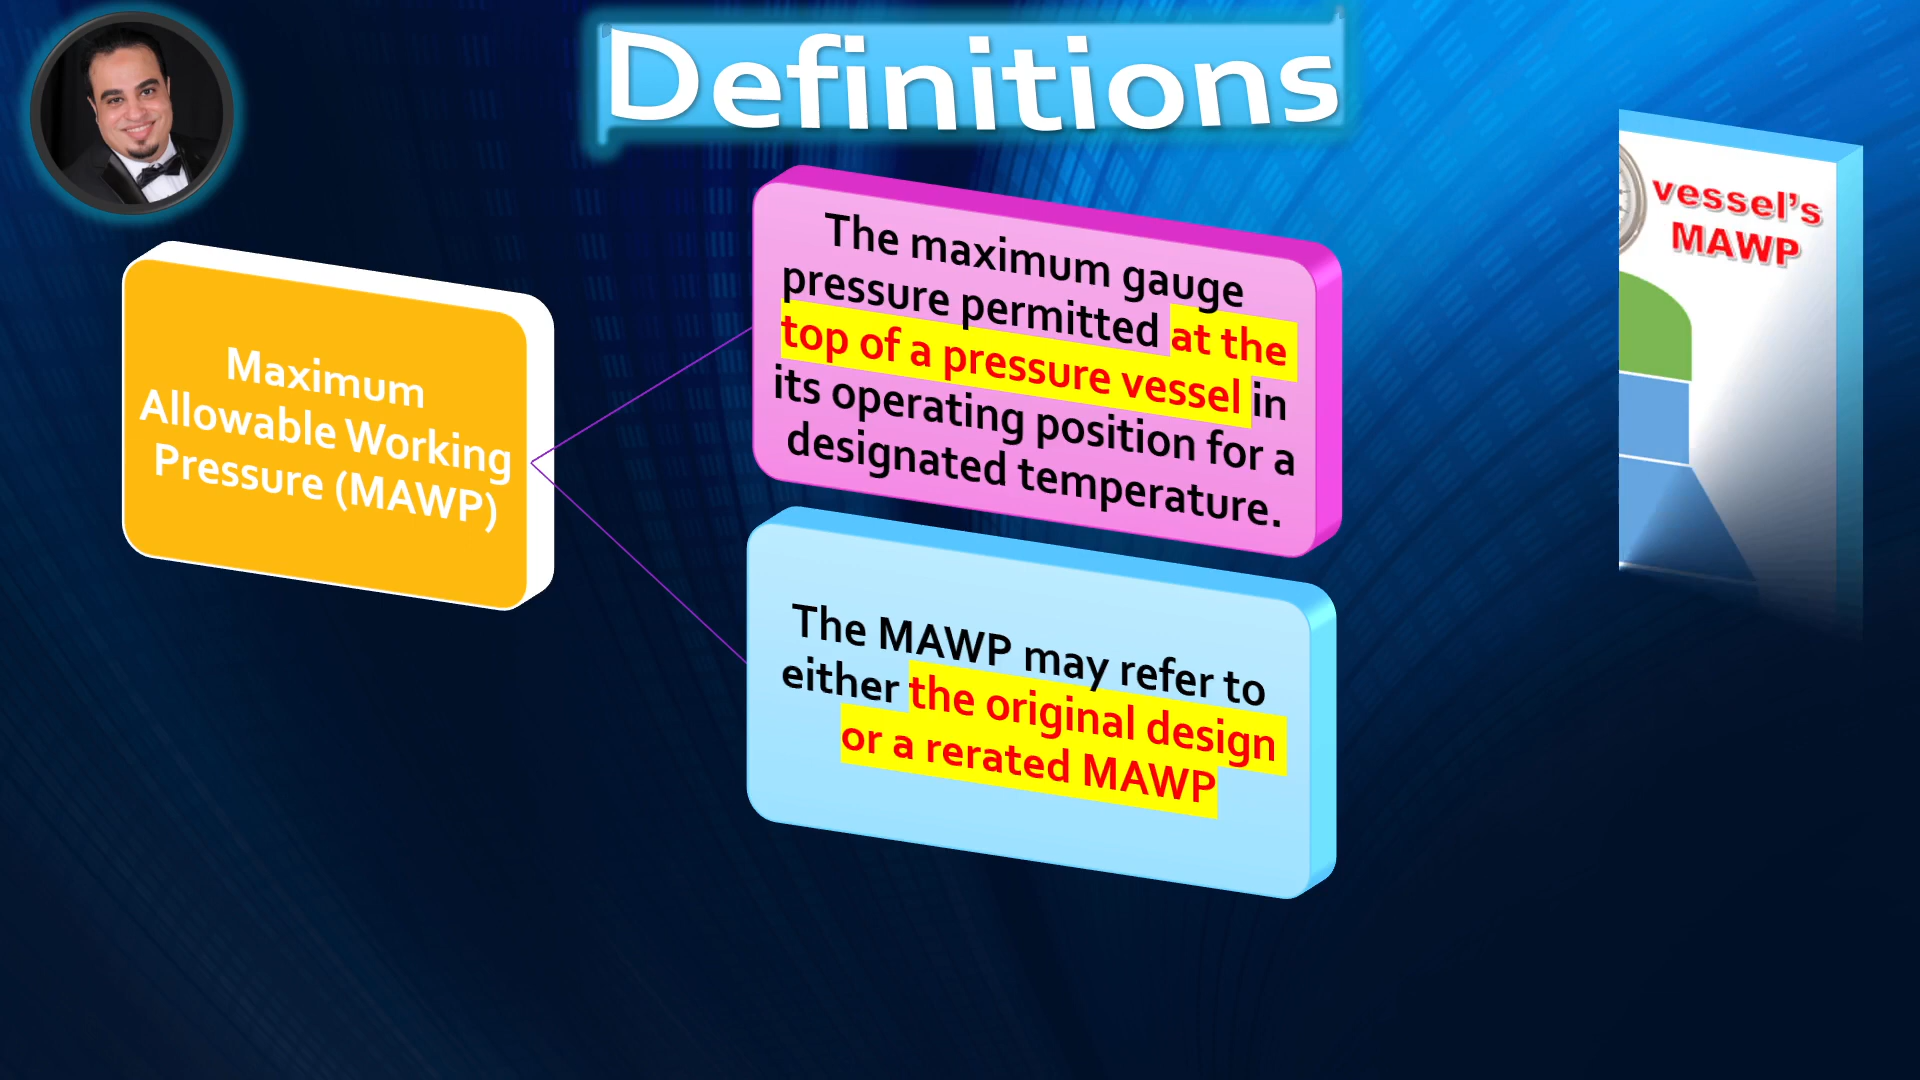 Definitions
Maximum
Allowable Working
Pressure (MAWP)
The maximum gauge
pressure permitted at the
top of a pressure vessel in
its operating position for a
designated temperature.
The MAWP may refer to
either the original design
or a rerated MAWP
vessel's
MAWP